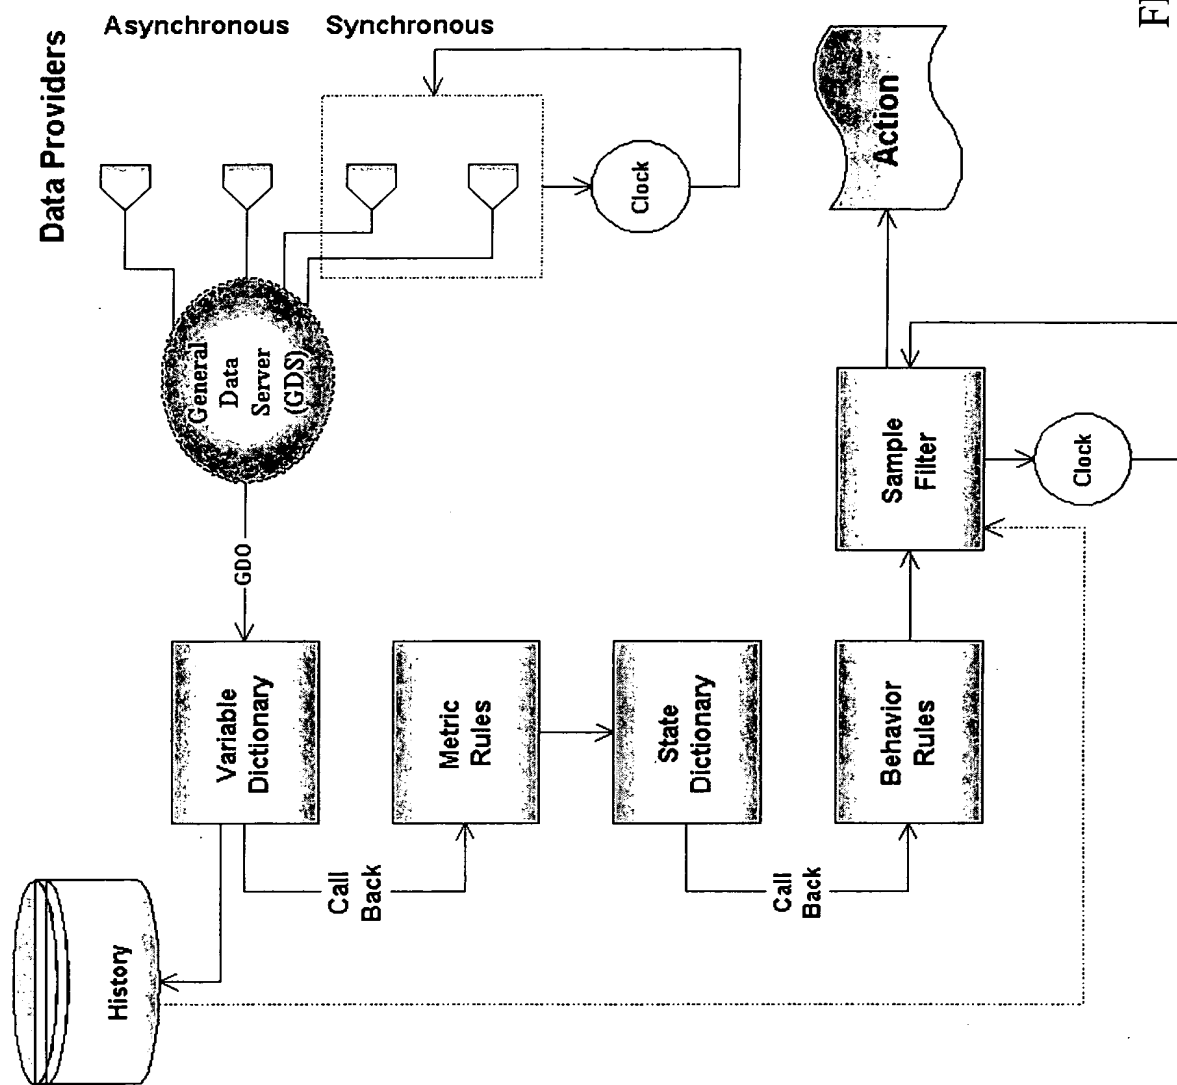 Data Providers
Asynchronous
Synchronous
General
Data
Server
(GDS)
Clock
GDO
Variable
Dictionary
History
Call
Back
Metric
Rules
State
Dictionary
Call
Back
Behavior
Rules
Sample
Filter
Clock
Action